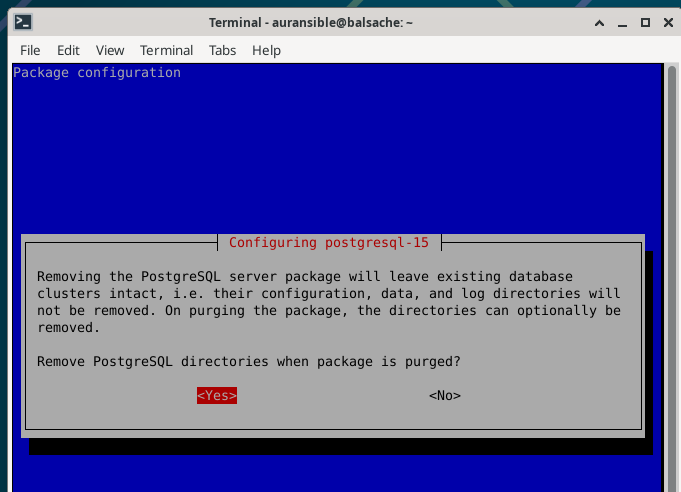 Terminal - auransible@balsache: ~
File Edit View Terminal Tabs Help
Package configuration
Configuring postgresql-15
Removing the PostgreSQL server package will leave existing database
clusters intact, i.e. their configuration, data, and log directories will
not be removed. On purging the package, the directories can optionally be
removed.
Remove PostgreSQL directories when package is purged?
<Yes> <No>